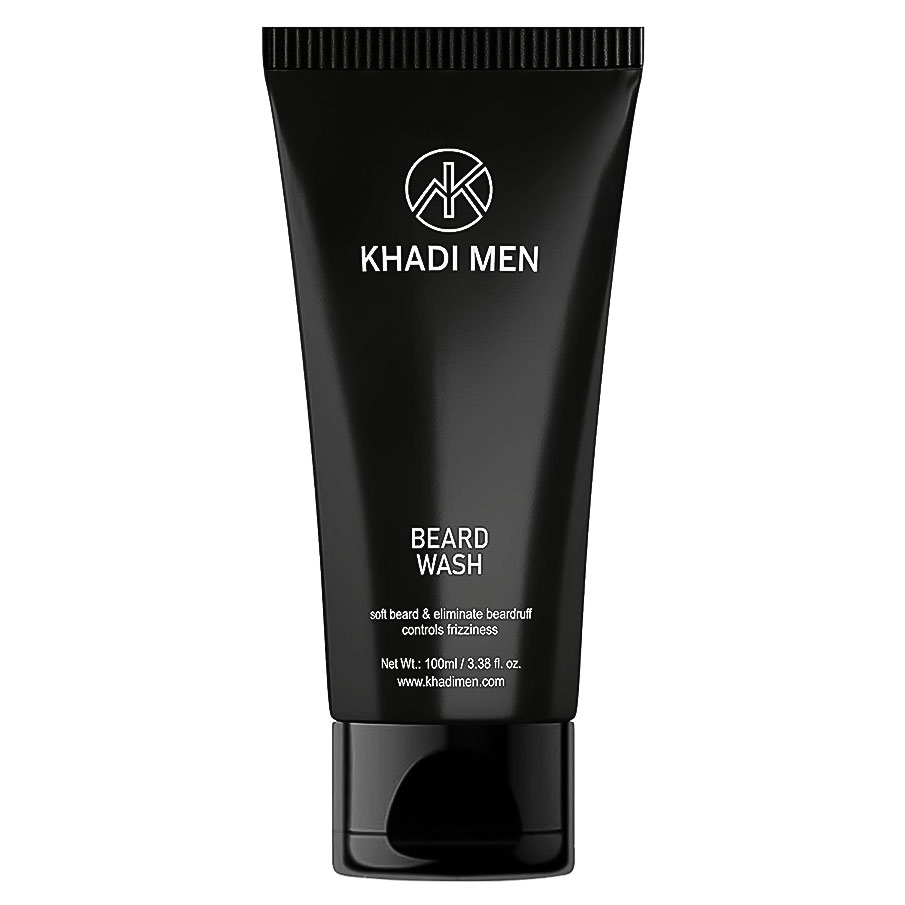 KHADI MEN
BEARD
WASH
soft beard & eliminate beardruff
controls frizziness
Net Wt.: 100ml / 3.38 fl. oz.
www.khadimen.com